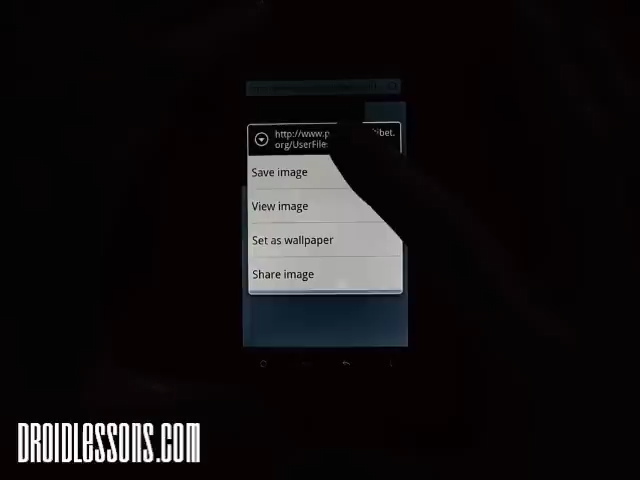 http://www.p
org/UserFile
Save image
View image
Set as wallpaper
Share image
DROIDLESSONS.COM